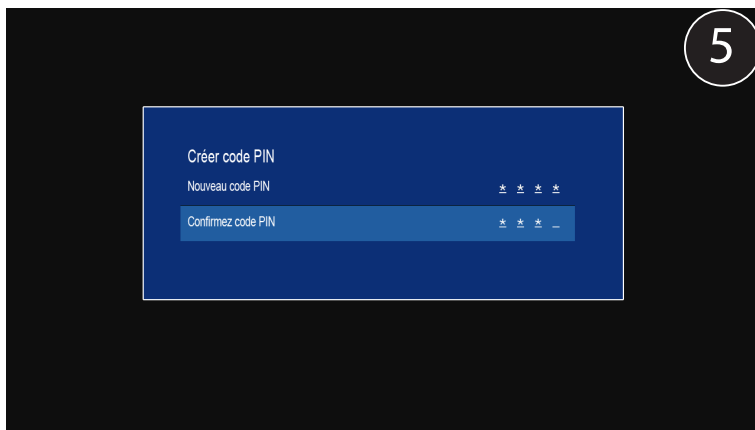 5
Créer code PIN
Nouveau code PIN * * * *
Confirmez code PIN * * * _